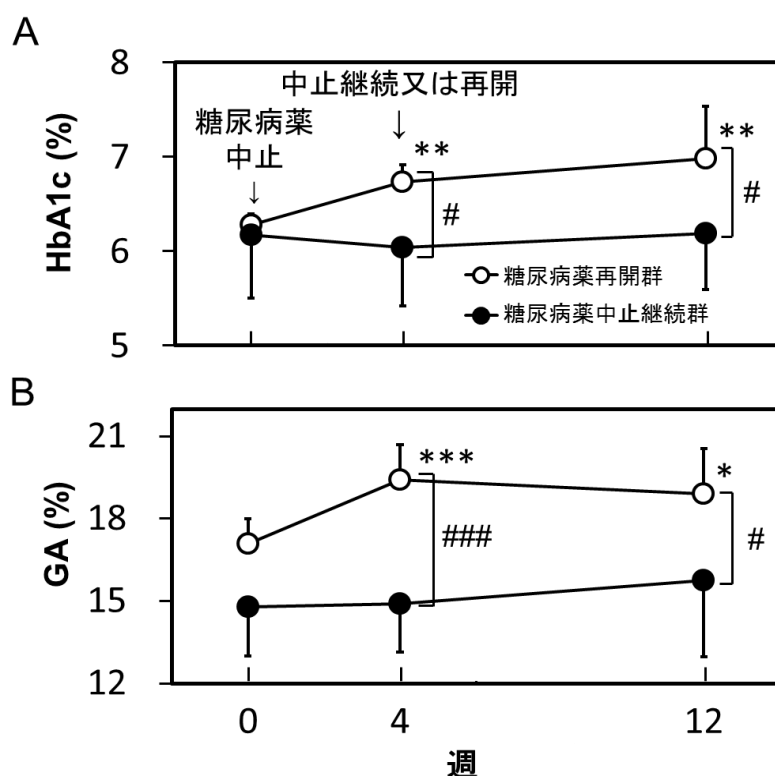 A
HbA1c (%)
8
7
6
5
糖尿病薬
中止
↓
中止継続又は再開
↓
**
#
**
#
糖尿病薬再開群
糖尿病薬中止継続群
B
GA (%)
21
18
15
12
***
###
*
#
0 4 12
週